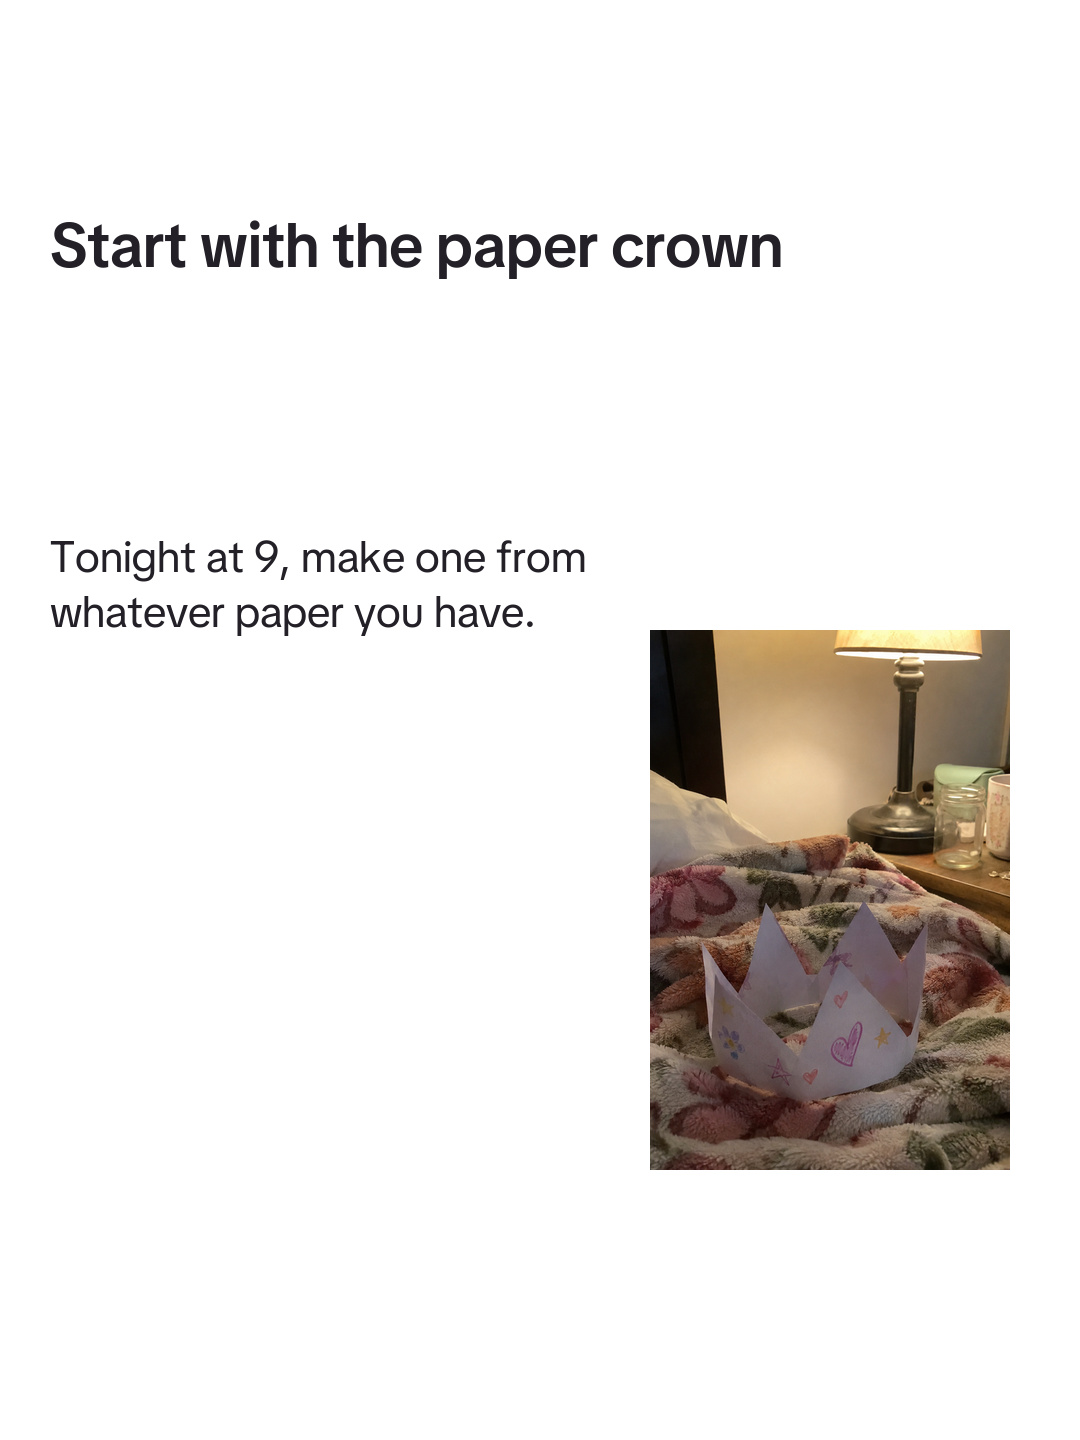 Start with the paper crown
Tonight at 9, make one from
whatever paper you have.